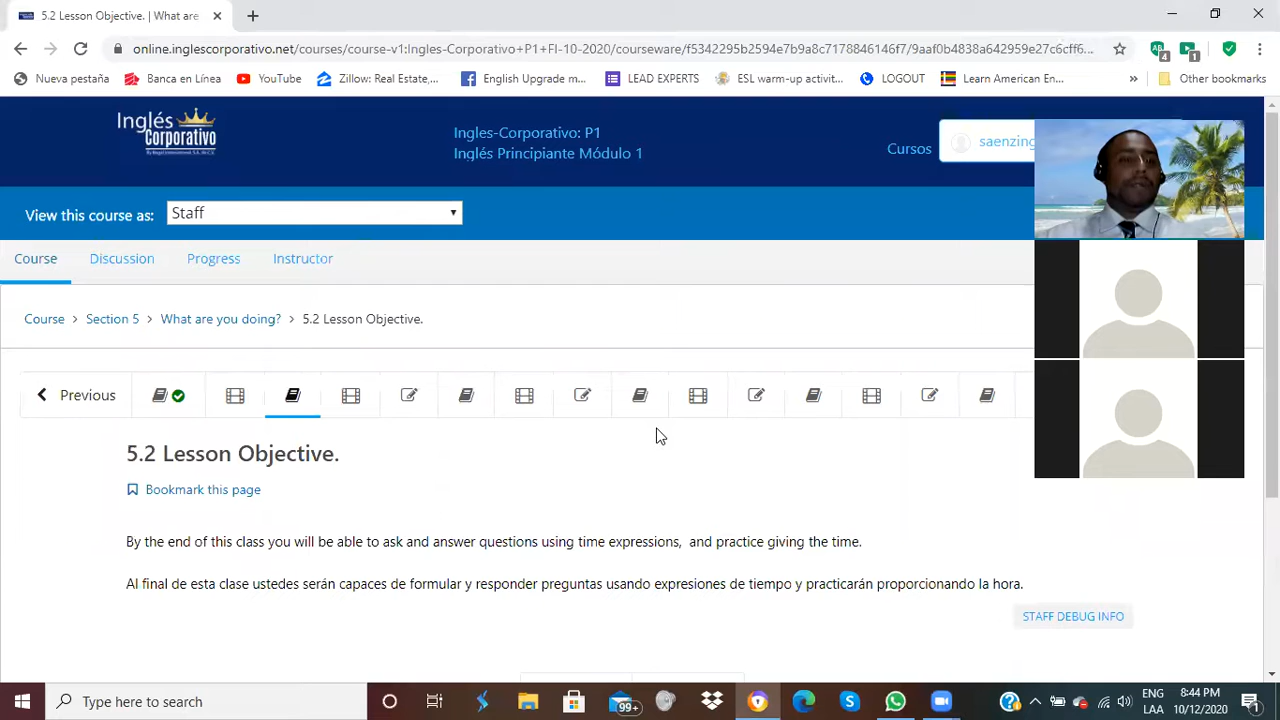 5.2 Lesson Objective. | What are
online.inglescorporativo.net/courses/course-v1:Ingles-Corporativo+P1+FI-10-2020/courseware/f5342295b2594e7b9a8c7178846146f7/9aaf0b4838a642959e27c6cff6...
4
1
Nueva pestaña
Banca en Línea
YouTube
Zillow: Real Estate,...
English Upgrade m...
LEAD EXPERTS
ESL warm-up activit...
LOGOUT
Learn American En...
»
Other bookmarks
Inglés
Corporativo
Ingles-Corporativo: P1
Inglés Principiante Módulo 1
Cursos
saenzing
View this course as:
Staff
Course
Discussion
Progress
Instructor
Course > Section 5 > What are you doing? > 5.2 Lesson Objective.
Previous
5.2 Lesson Objective.
Bookmark this page
By the end of this class you will be able to ask and answer questions using time expressions, and practice giving the time.
Al final de esta clase ustedes serán capaces de formular y responder preguntas usando expresiones de tiempo y practicarán proporcionando la hora.
STAFF DEBUG INFO
Type here to search
99+
ENG
LAA
8:44 PM
10/12/2020
1